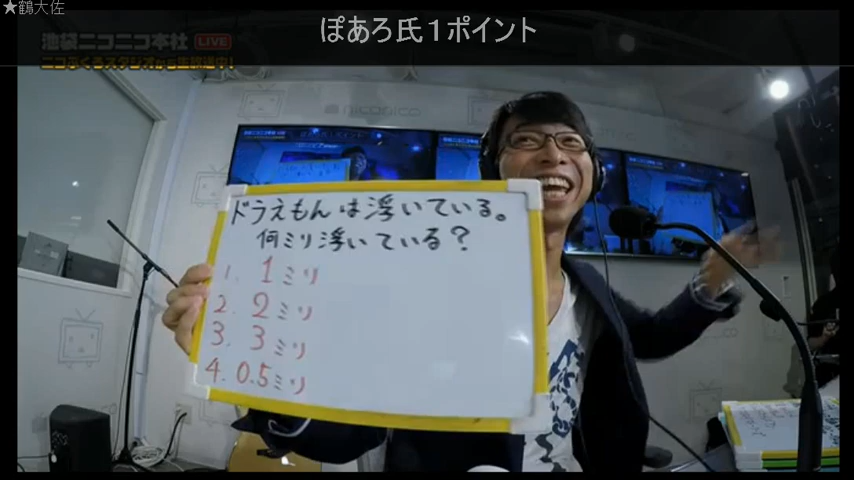 ★鶴大佐
ぽあろ氏1ポイント
池袋ニコニコ本社 LIVE
niconico
ドラえもんは浮いている。
何ミリ浮いている?
1. 1ミリ
2. 2ミリ
3. 3ミリ
4. 0.5ミリ